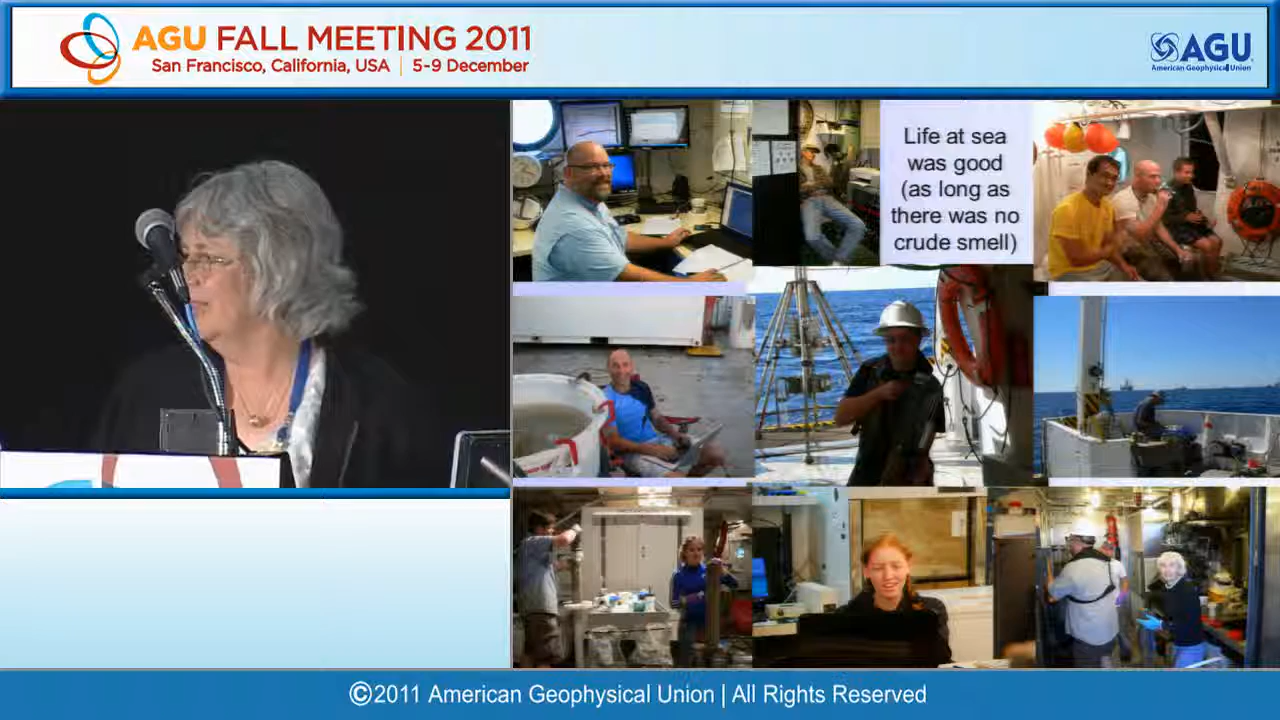 AGU FALL MEETING 2011
San Francisco, California, USA | 5-9 December
AGU
American Geophysical Union
Life at sea
was good
(as long as
there was no
crude smell)
©2011 American Geophysical Union | All Rights Reserved